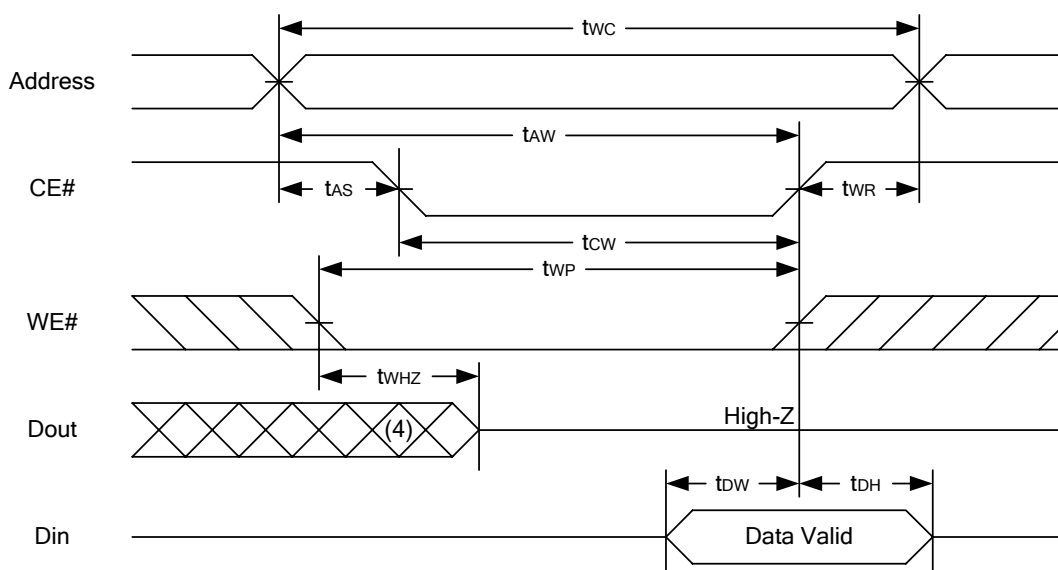 tWC
Address
tAW
CE#
tAS
tWR
tCW
tWP
WE#
tWHZ
Dout
(4)
High-Z
tDW
tDH
Din
Data Valid